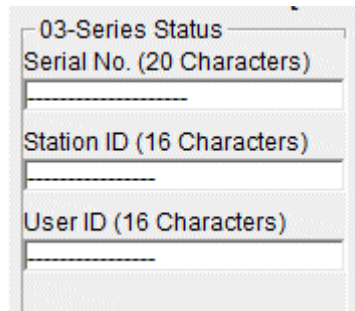 03-Series Status
Serial No. (20 Characters)
--------------------
Station ID (16 Characters)
----------------
User ID (16 Characters)
----------------